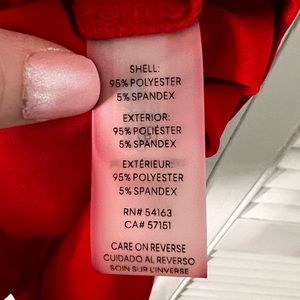 SHELL:
95% POLYESTER
5% SPANDEX
EXTERIOR:
95% POLIÉSTER
5% SPANDEX
EXTÉRIEUR:
95% POLYESTER
5% SPANDEX
RN# 54163
CA# 57151
CARE ON REVERSE
CUIDADO AL REVERSO
SOIN SUR L'INVERSE